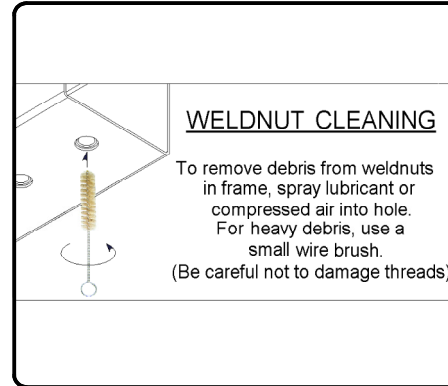 WELDNUT CLEANING
To remove debris from weldnuts
in frame, spray lubricant or
compressed air into hole.
For heavy debris, use a
small wire brush.
(Be careful not to damage threads)